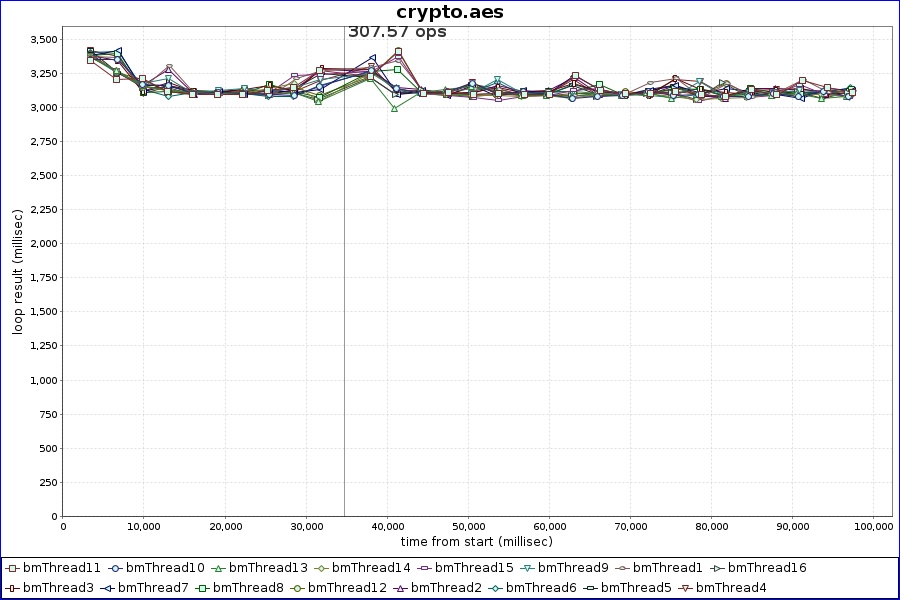 crypto.aes
307.57 ops
3,500
3,250
3,000
2,750
2,500
2,250
2,000
1,750
1,500
1,250
1,000
750
500
250
0
loop result (millisec)
0 10,000 20,000 30,000 40,000 50,000 60,000 70,000 80,000 90,000 100,000
time from start (millisec)
bmThread11 bmThread10 bmThread13 bmThread14 bmThread15 bmThread9 bmThread1 bmThread16
bmThread3 bmThread7 bmThread8 bmThread12 bmThread2 bmThread6 bmThread5 bmThread4